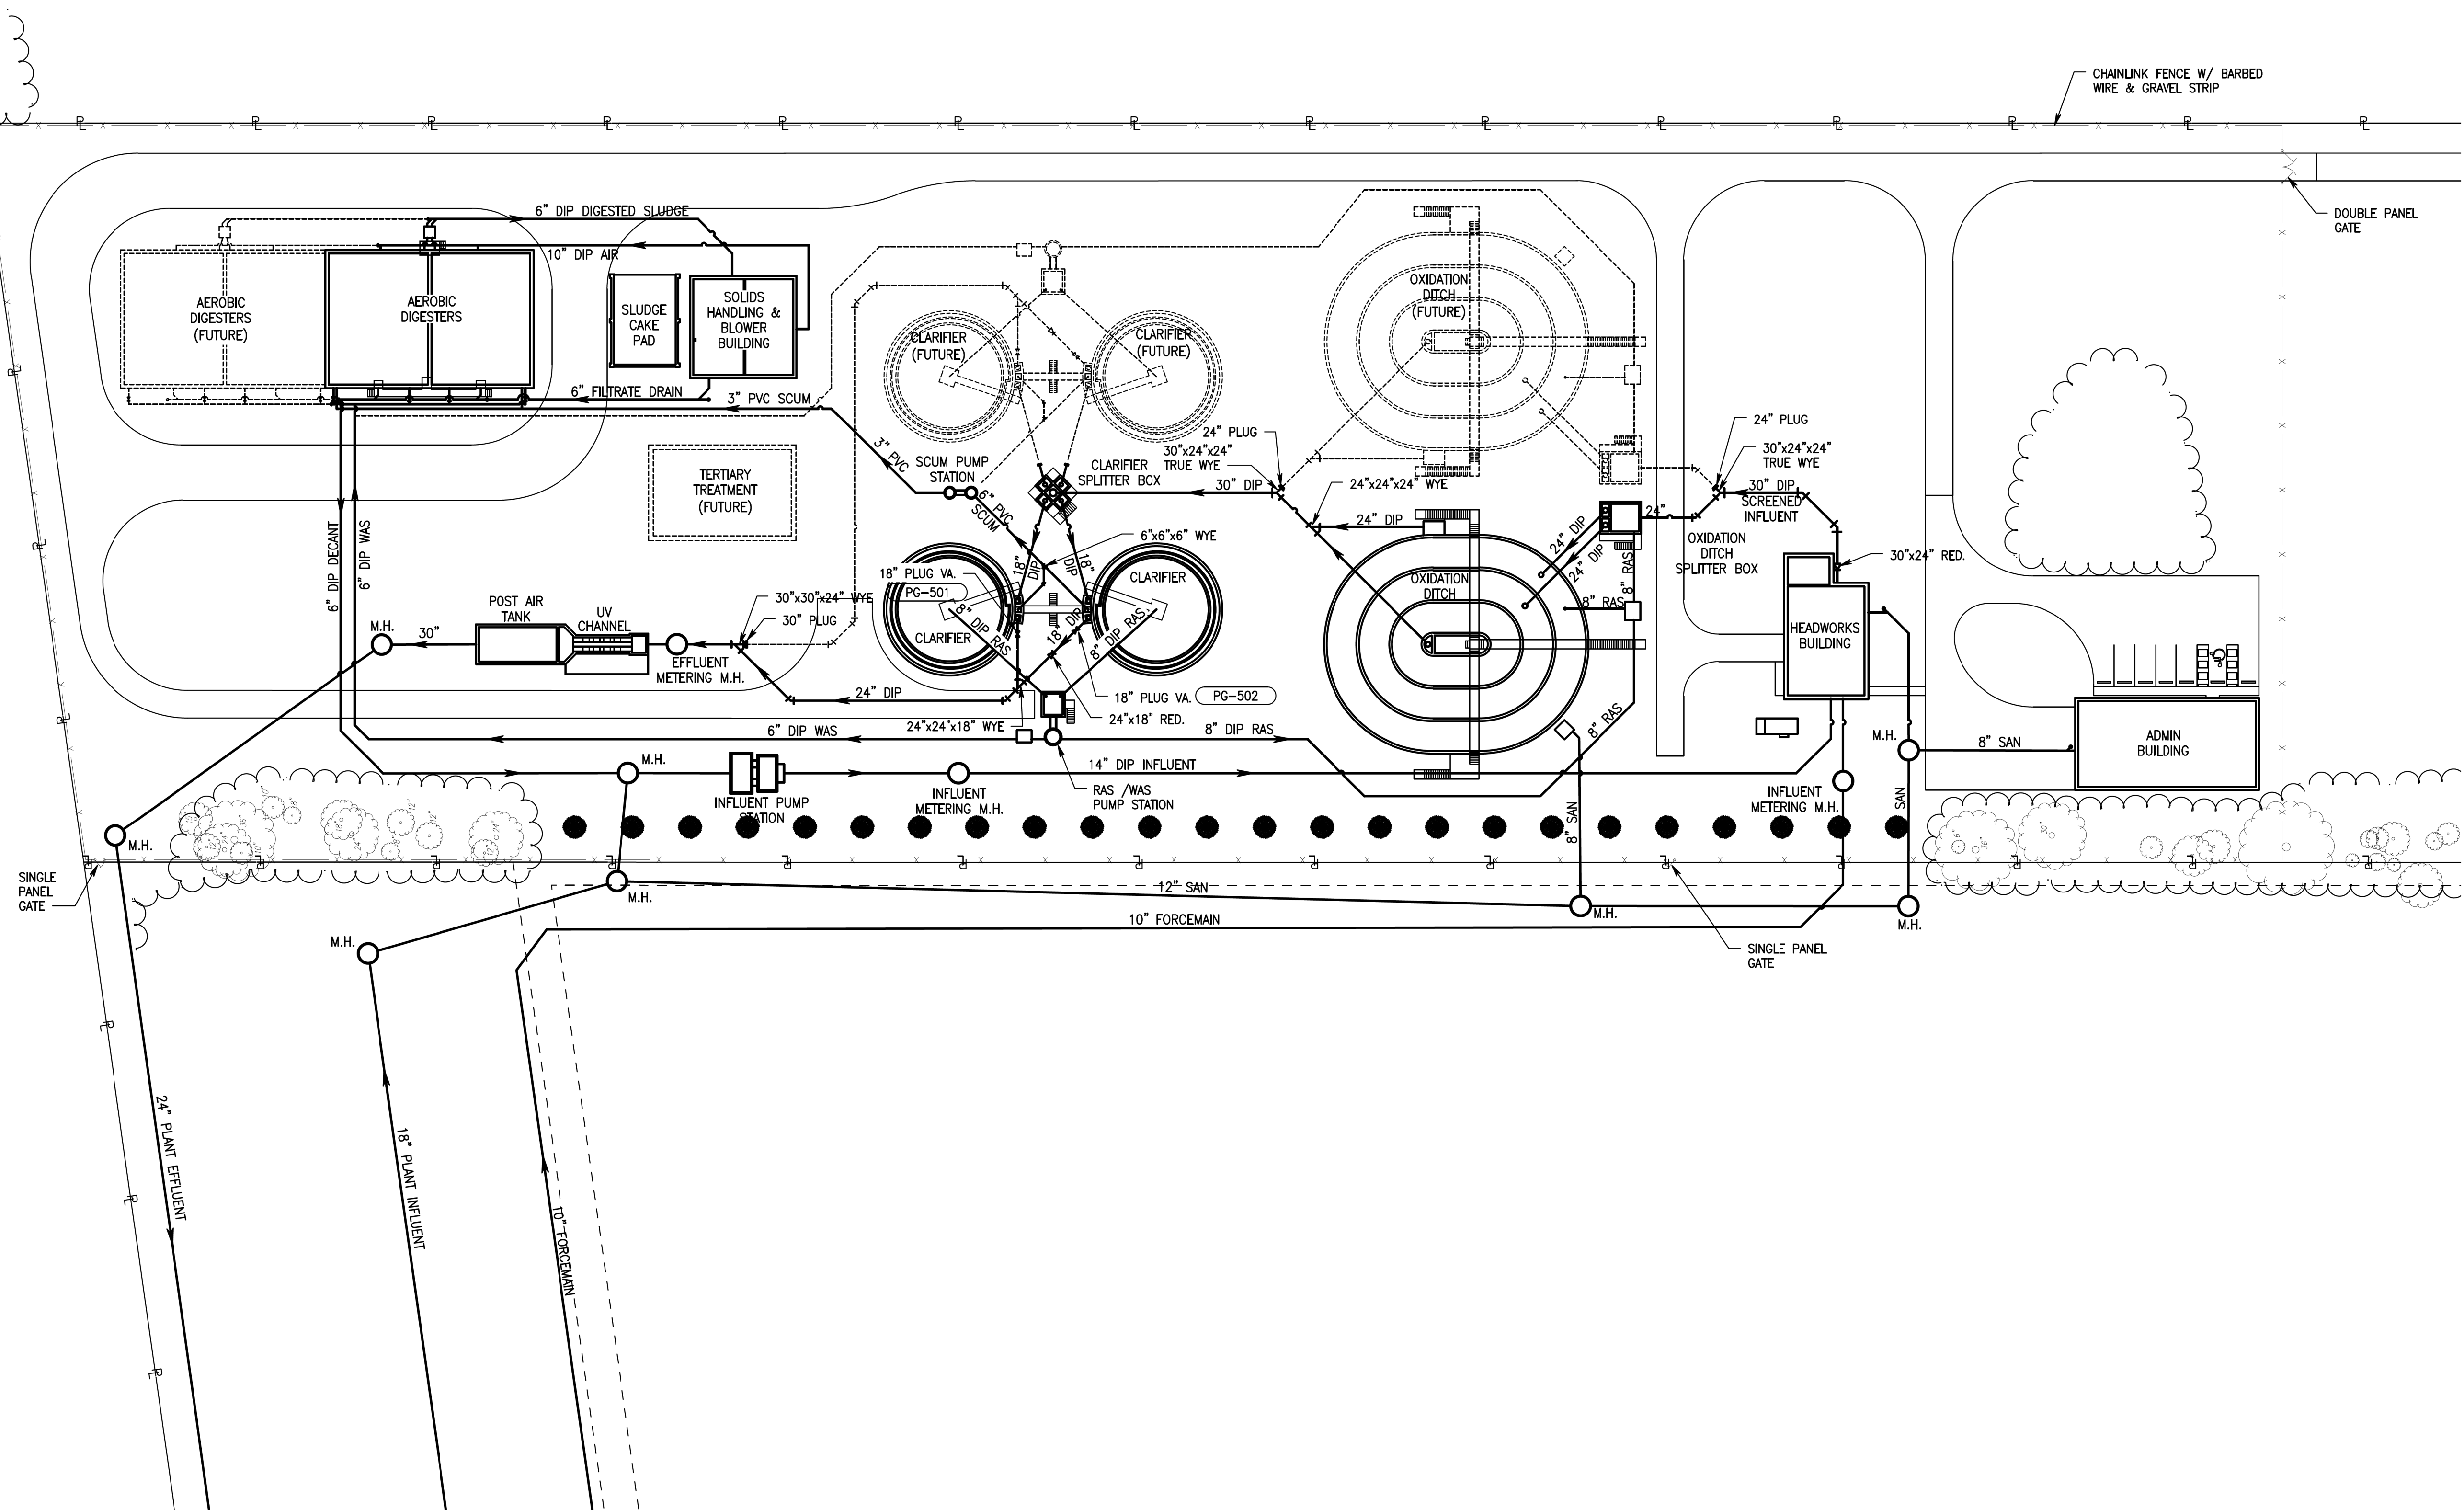 CHAINLINK FENCE W/ BARBED
WIRE & GRAVEL STRIP
DOUBLE PANEL
GATE
6" DIP DIGESTED SLUDGE
10" DIP AIR
AEROBIC
DIGESTERS
(FUTURE)
AEROBIC
DIGESTERS
SLUDGE
CAKE
PAD
SOLIDS
HANDLING &
BLOWER
BUILDING
CLARIFIER
(FUTURE)
CLARIFIER
(FUTURE)
OXIDATION
DITCH
(FUTURE)
6" FILTRATE DRAIN
3" PVC SCUM
3" PVC
SCUM PUMP
STATION
6" PVC
SCUM
CLARIFIER
SPLITTER BOX
24" PLUG
30"x24"x24"
TRUE WYE
30" DIP
24"x24"x24" WYE
24" DIP
24" PLUG
30"x24"x24"
TRUE WYE
30" DIP
SCREENED
INFLUENT
24"
OXIDATION
DITCH
SPLITTER BOX
30"x24" RED.
24" DIP
24" DIP
8" RAS
8" RAS
TERTIARY
TREATMENT
(FUTURE)
6" DIP DECANT
6" DIP WAS
18" PLUG VA.
PG-501
18"
DIP
18"
DIP
6"x6"x6" WYE
CLARIFIER
CLARIFIER
8" DIP RAS
18" DIP
8" DIP RAS
OXIDATION
DITCH
HEADWORKS
BUILDING
POST AIR
TANK
UV
CHANNEL
M.H.
30"
30"x30"x24" WYE
30" PLUG
EFFLUENT
METERING M.H.
24" DIP
24"x24"x18" WYE
18" PLUG VA.
PG-502
24"x18" RED.
6" DIP WAS
8" DIP RAS
8" RAS
RAS /WAS
PUMP STATION
M.H.
INFLUENT PUMP
STATION
INFLUENT
METERING M.H.
14" DIP INFLUENT
8" SAN
INFLUENT
METERING M.H.
M.H.
8" SAN
SAN
ADMIN
BUILDING
M.H.
SINGLE
PANEL
GATE
M.H.
12" SAN
M.H.
M.H.
10" FORCEMAIN
M.H.
SINGLE PANEL
GATE
24" PLANT EFFLUENT
18" PLANT INFLUENT
10" FORCEMAIN